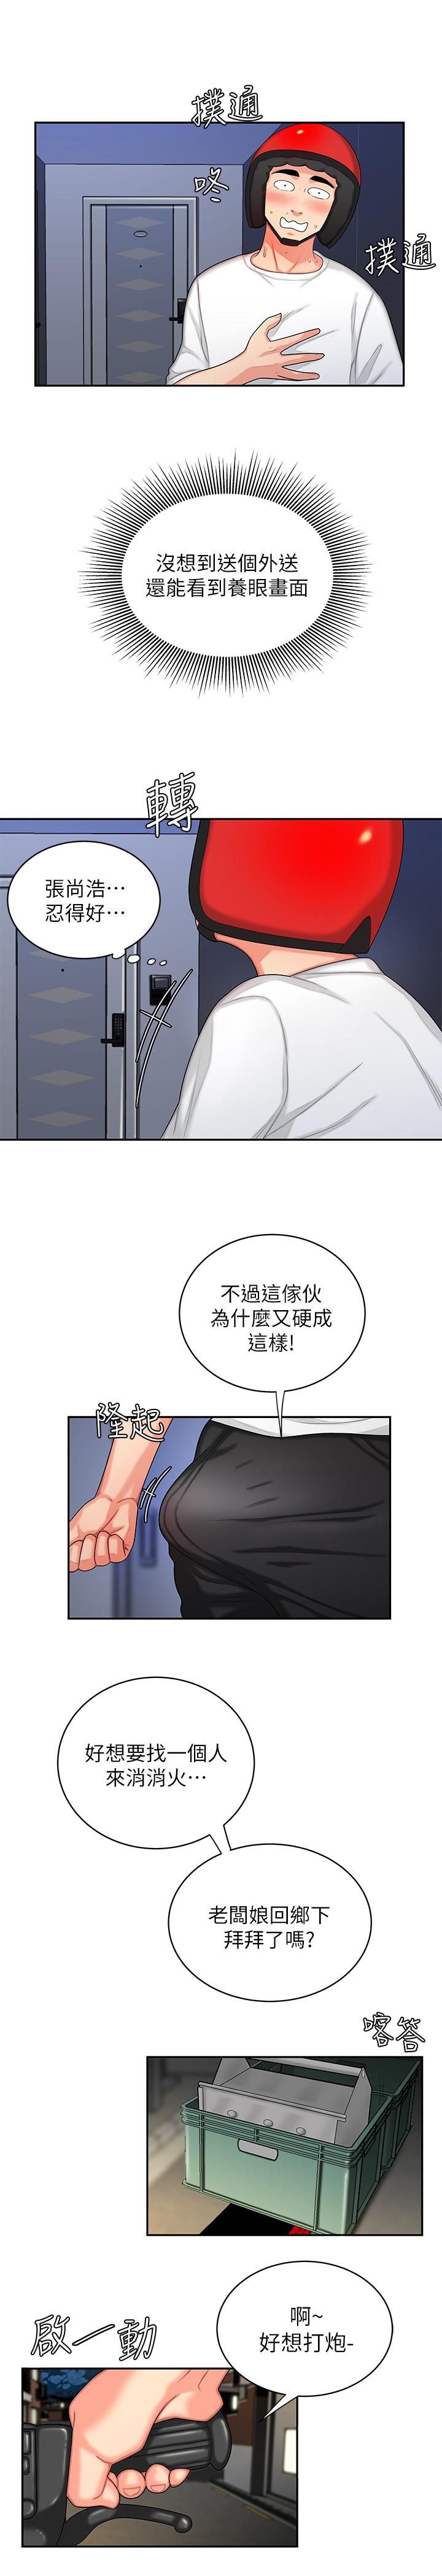 撲通
咚
撲通
沒想到送個外送
還能看到養眼畫面
轉
張尚浩…
忍得好…
不過這傢伙
為什麼又硬成
這樣!
隆起
好想要找一個人
來消消火…
老闆娘回鄉下
拜拜了嗎?
喀答
啊~
好想打炮-
啟一動